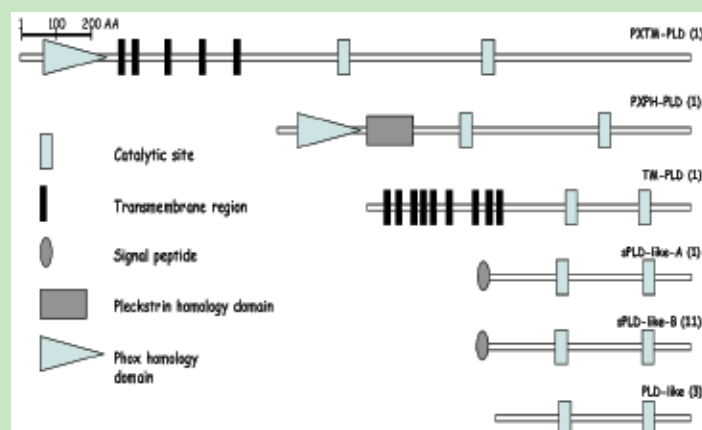 1 100 200 AA
PXTM-PLD (1)
PXPH-PLD (1)
Catalytic site
TM-PLD (1)
Transmembrane region
Signal peptide
sPLD-like-A (1)
Pleckstrin homology domain
sPLD-like-B (11)
Phox homology
domain
PLD-like (3)